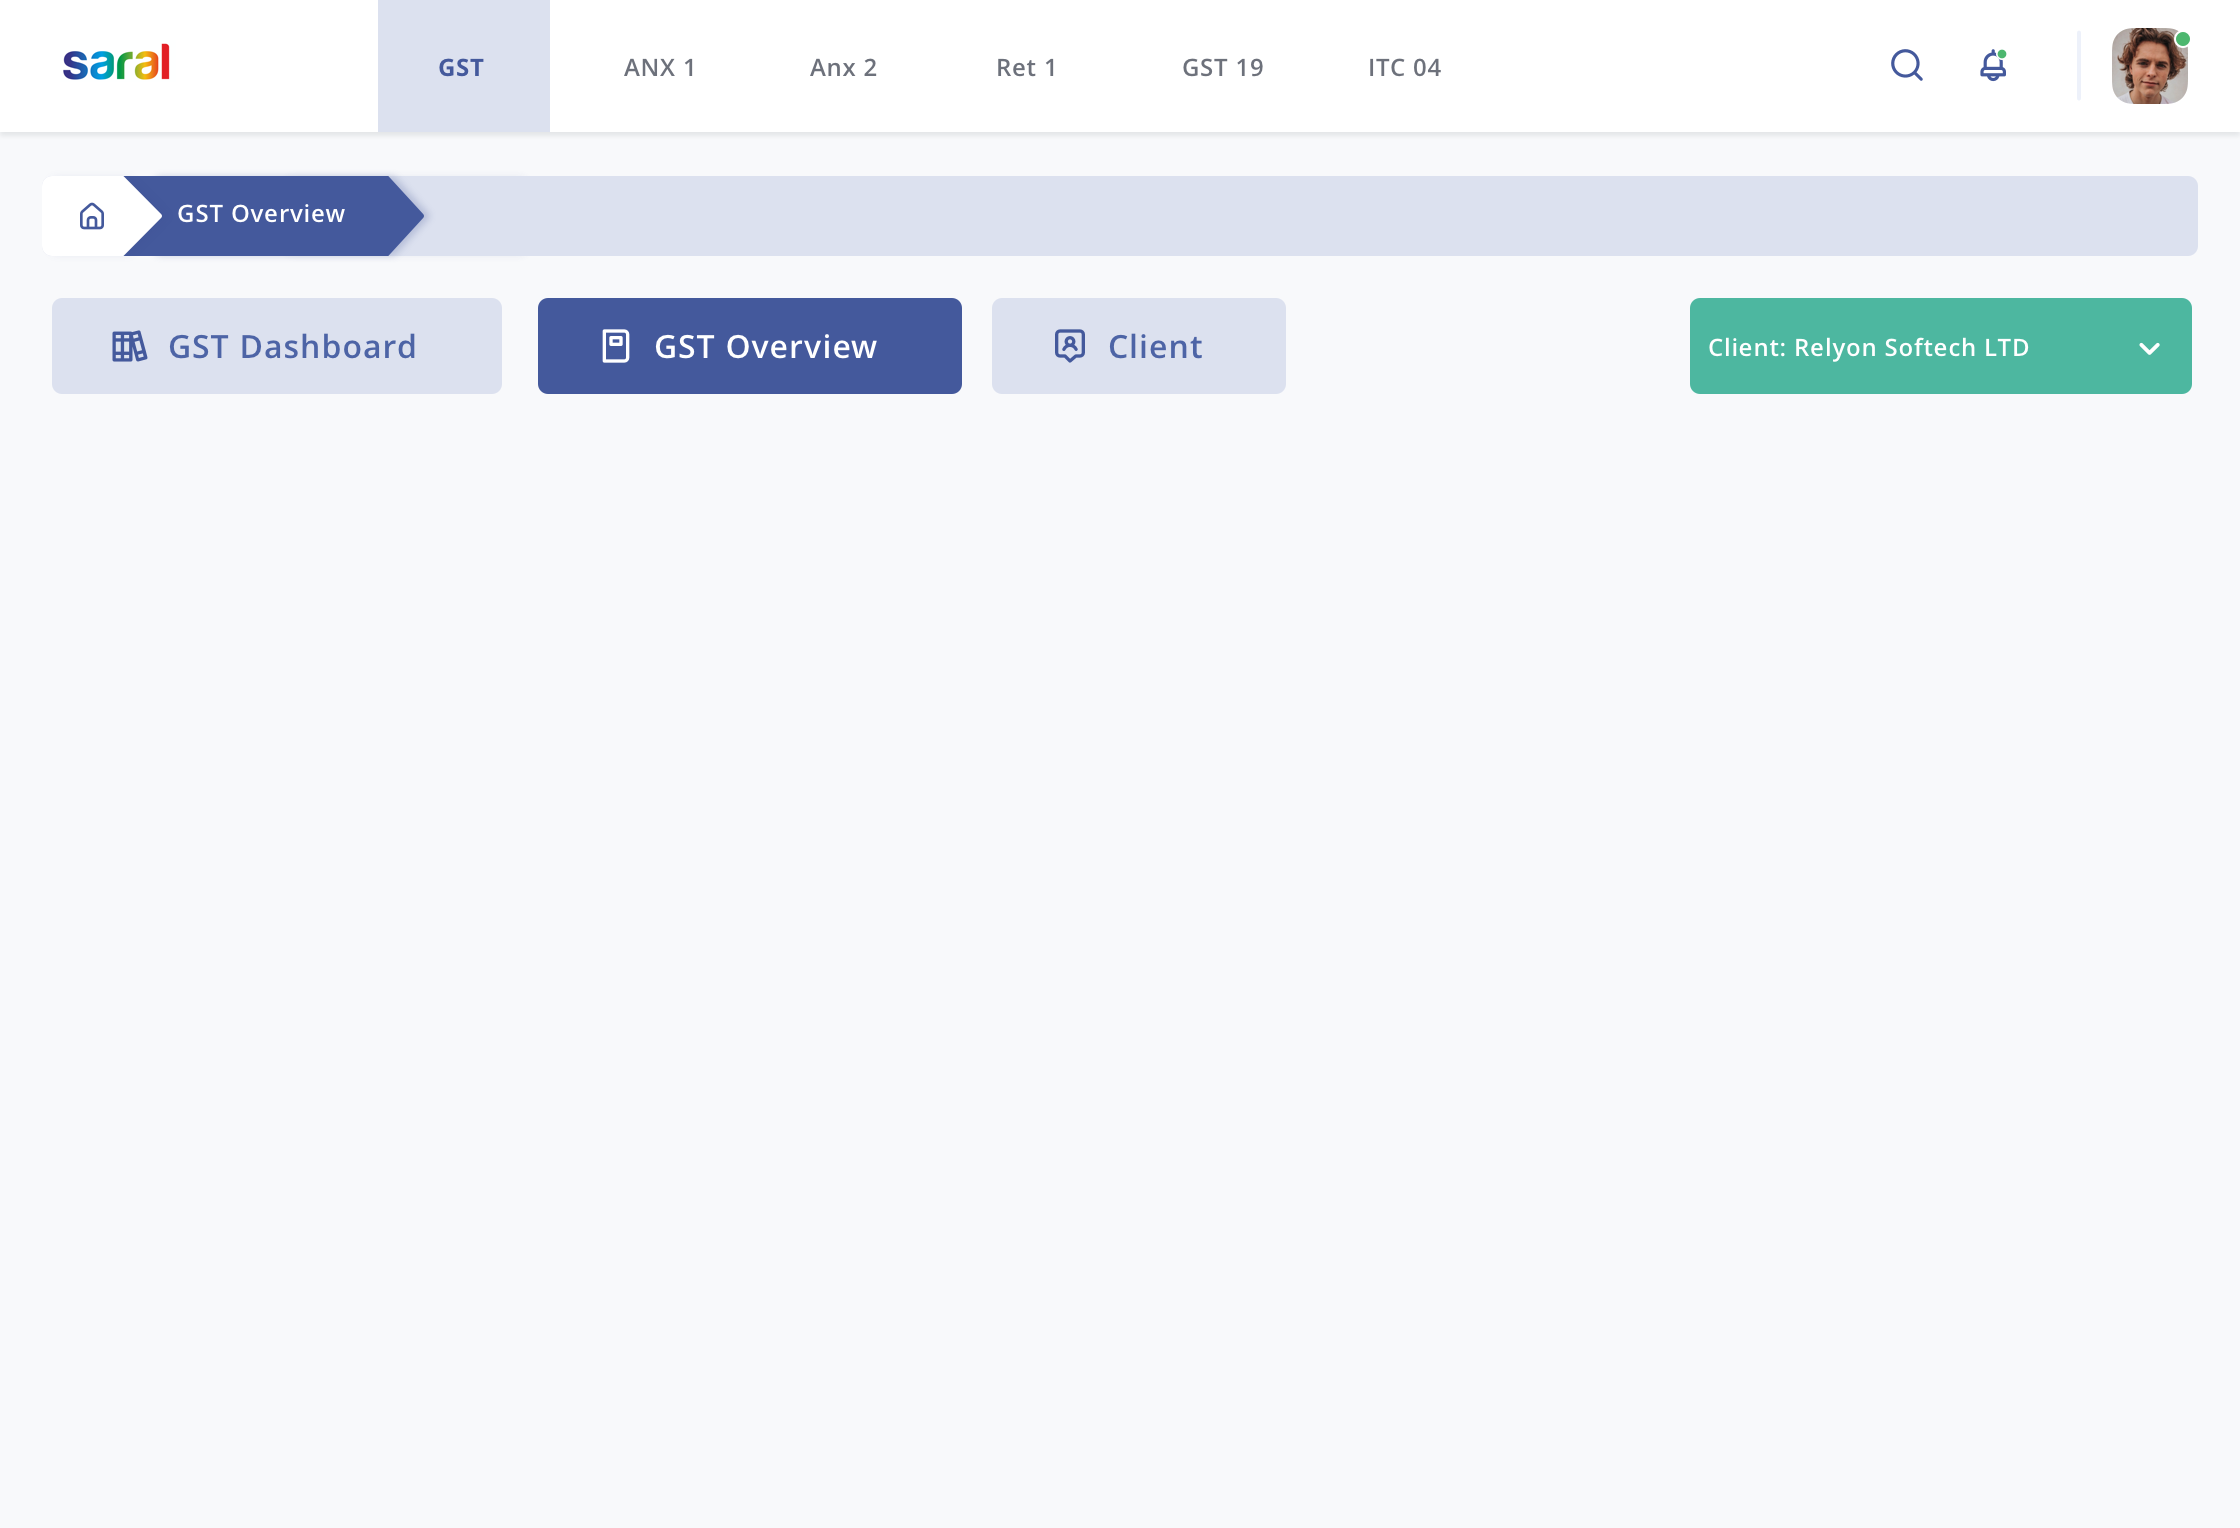 saral
GST
ANX 1
Anx 2
Ret 1
GST 19
ITC 04
GST Overview
GST Dashboard
GST Overview
Client
Client: Relyon Softech LTD